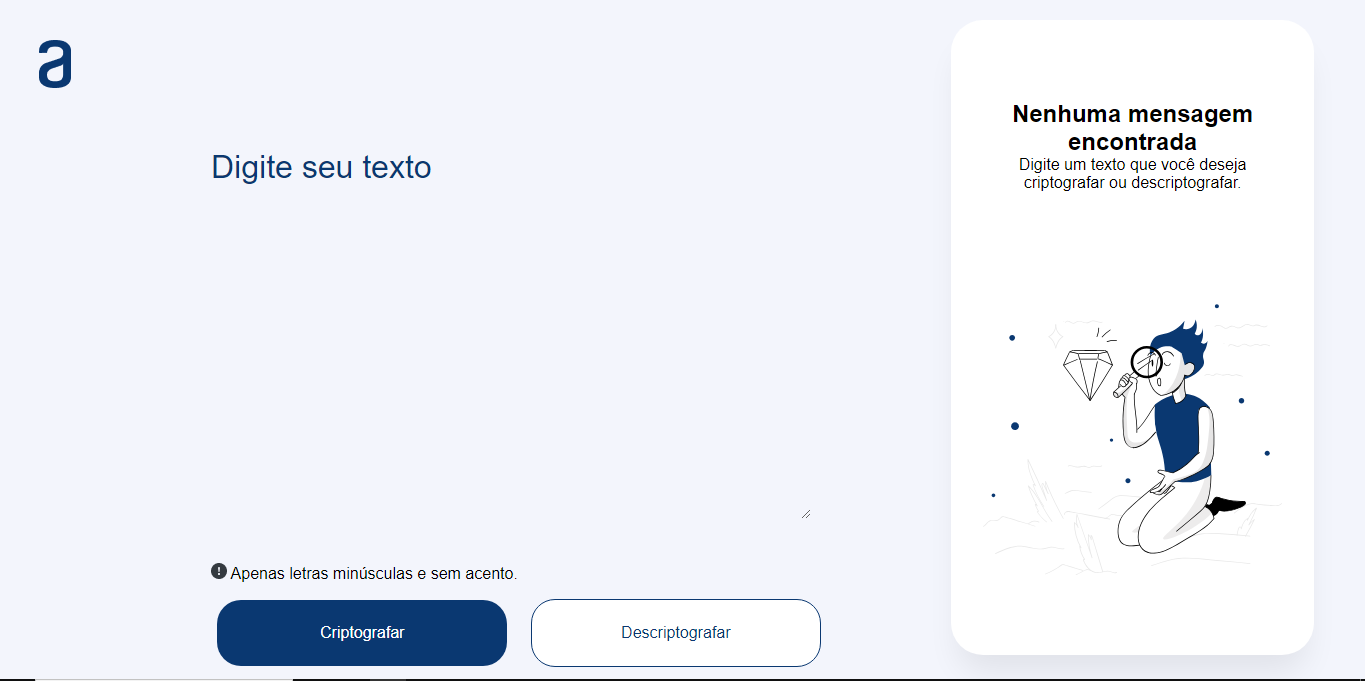 a
Digite seu texto
Apenas letras minúsculas e sem acento.
Criptografar
Descriptografar
Nenhuma mensagem
encontrada
Digite um texto que você deseja
criptografar ou descriptografar.